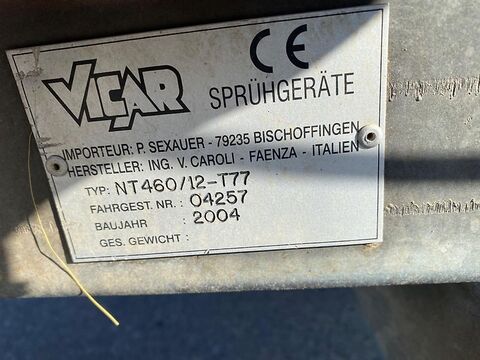 VICAR CE
SPRÜHGERÄTE
IMPORTEUR: P. SEXAUER - 79235 BISCHOFFINGEN
HERSTELLER: ING. V. CAROLI - FAENZA - ITALIEN
TYP: NT460/12-T77
FAHRGEST. NR.: 04257
BAUJAHR : 2004
GES. GEWICHT :